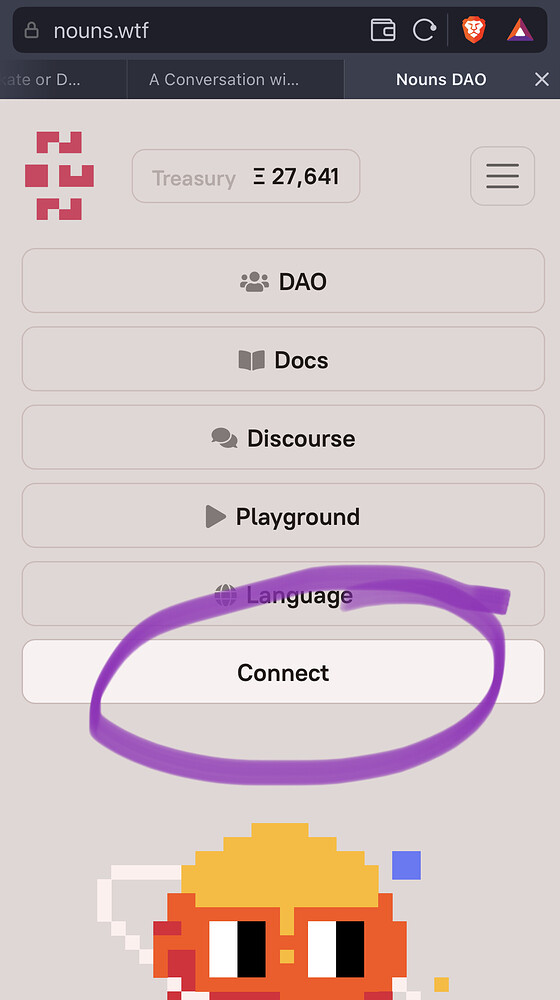 nouns.wtf
ate or D...
A Conversation wi...
Nouns DAO
Treasury Ξ 27,641
DAO
Docs
Discourse
Playground
Language
Connect